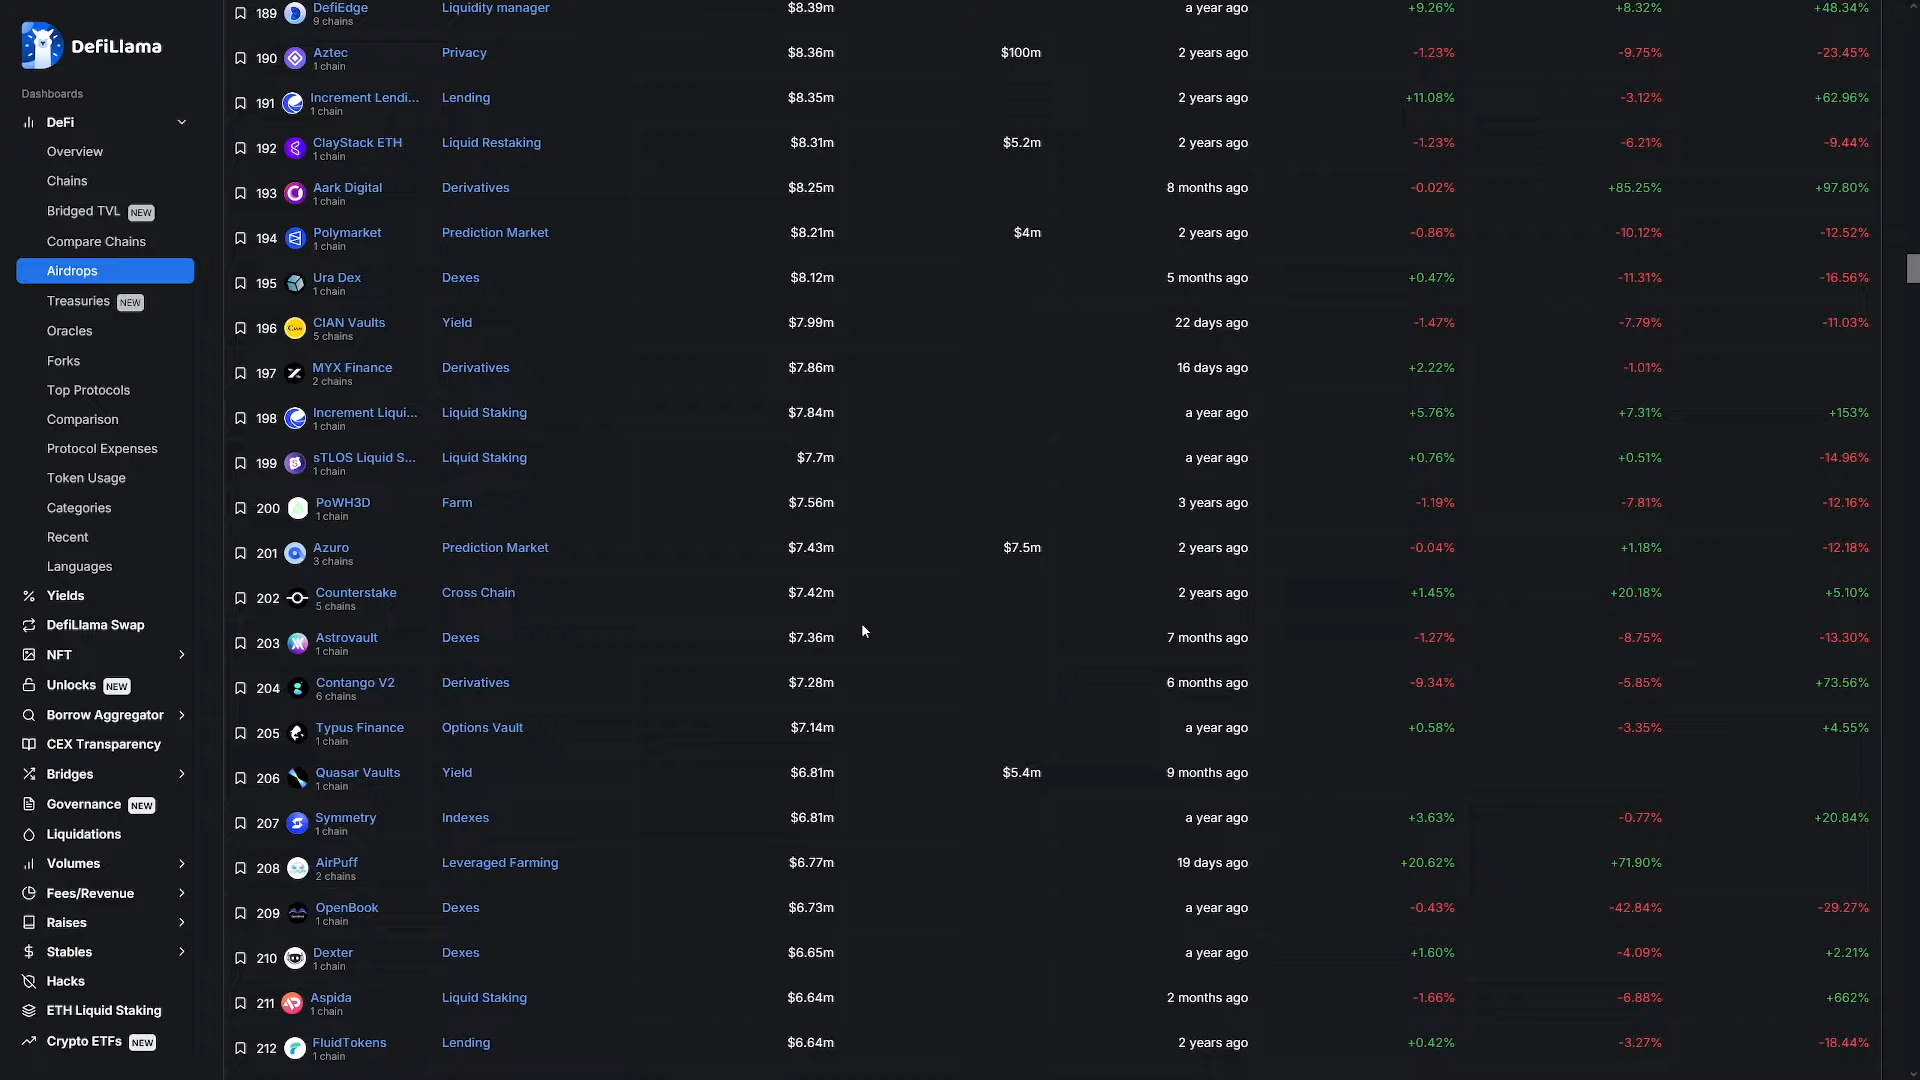 DefiLlama
Dashboards
DeFi
Overview
Chains
Bridged TVL NEW
Compare Chains
Airdrops
Treasuries NEW
Oracles
Forks
Top Protocols
Comparison
Protocol Expenses
Token Usage
Categories
Recent
Languages
Yields
DefiLlama Swap
NFT
Unlocks NEW
Borrow Aggregator
CEX Transparency
Bridges
Governance NEW
Liquidations
Volumes
Fees/Revenue
Raises
Stables
Hacks
ETH Liquid Staking
Crypto ETFs NEW
189 DefiEdge Liquidity manager $8.39m a year ago +9.26% +8.32% +48.34%
9 chains
190 Aztec Privacy $8.36m $100m 2 years ago -1.23% -9.75% -23.45%
1 chain
191 Increment Lendi... Lending $8.35m 2 years ago +11.08% -3.12% +62.96%
1 chain
192 ClayStack ETH Liquid Restaking $8.31m $5.2m 2 years ago -1.23% -6.21% -9.44%
1 chain
193 Aark Digital Derivatives $8.25m 8 months ago -0.02% +85.25% +97.80%
1 chain
194 Polymarket Prediction Market $8.21m $4m 2 years ago -0.86% -10.12% -12.52%
1 chain
195 Ura Dex Dexes $8.12m 5 months ago +0.47% -11.31% -16.56%
1 chain
196 CIAN Vaults Yield $7.99m 22 days ago -1.47% -7.79% -11.03%
5 chains
197 MYX Finance Derivatives $7.86m 16 days ago +2.22% -1.01%
2 chains
198 Increment Liqui... Liquid Staking $7.84m a year ago +5.76% +7.31% +153%
1 chain
199 sTLOS Liquid S... Liquid Staking $7.7m a year ago +0.76% +0.51% -14.96%
1 chain
200 PoWH3D Farm $7.56m 3 years ago -1.19% -7.81% -12.16%
1 chain
201 Azuro Prediction Market $7.43m $7.5m 2 years ago -0.04% +1.18% -12.18%
3 chains
202 Counterstake Cross Chain $7.42m 2 years ago +1.45% +20.18% +5.10%
5 chains
203 Astrovault Dexes $7.36m 7 months ago -1.27% -8.75% -13.30%
1 chain
204 Contango V2 Derivatives $7.28m 6 months ago -9.34% -5.85% +73.56%
6 chains
205 Typus Finance Options Vault $7.14m a year ago +0.58% -3.35% +4.55%
1 chain
206 Quasar Vaults Yield $6.81m $5.4m 9 months ago
1 chain
207 Symmetry Indexes $6.81m a year ago +3.63% -0.77% +20.84%
1 chain
208 AirPuff Leveraged Farming $6.77m 19 days ago +20.62% +71.90%
2 chains
209 OpenBook Dexes $6.73m a year ago -0.43% -42.84% -29.27%
1 chain
210 Dexter Dexes $6.65m a year ago +1.60% -4.09% +2.21%
1 chain
211 Aspida Liquid Staking $6.64m 2 months ago -1.66% -6.88% +662%
1 chain
212 FluidTokens Lending $6.64m 2 years ago +0.42% -3.27% -18.44%
1 chain